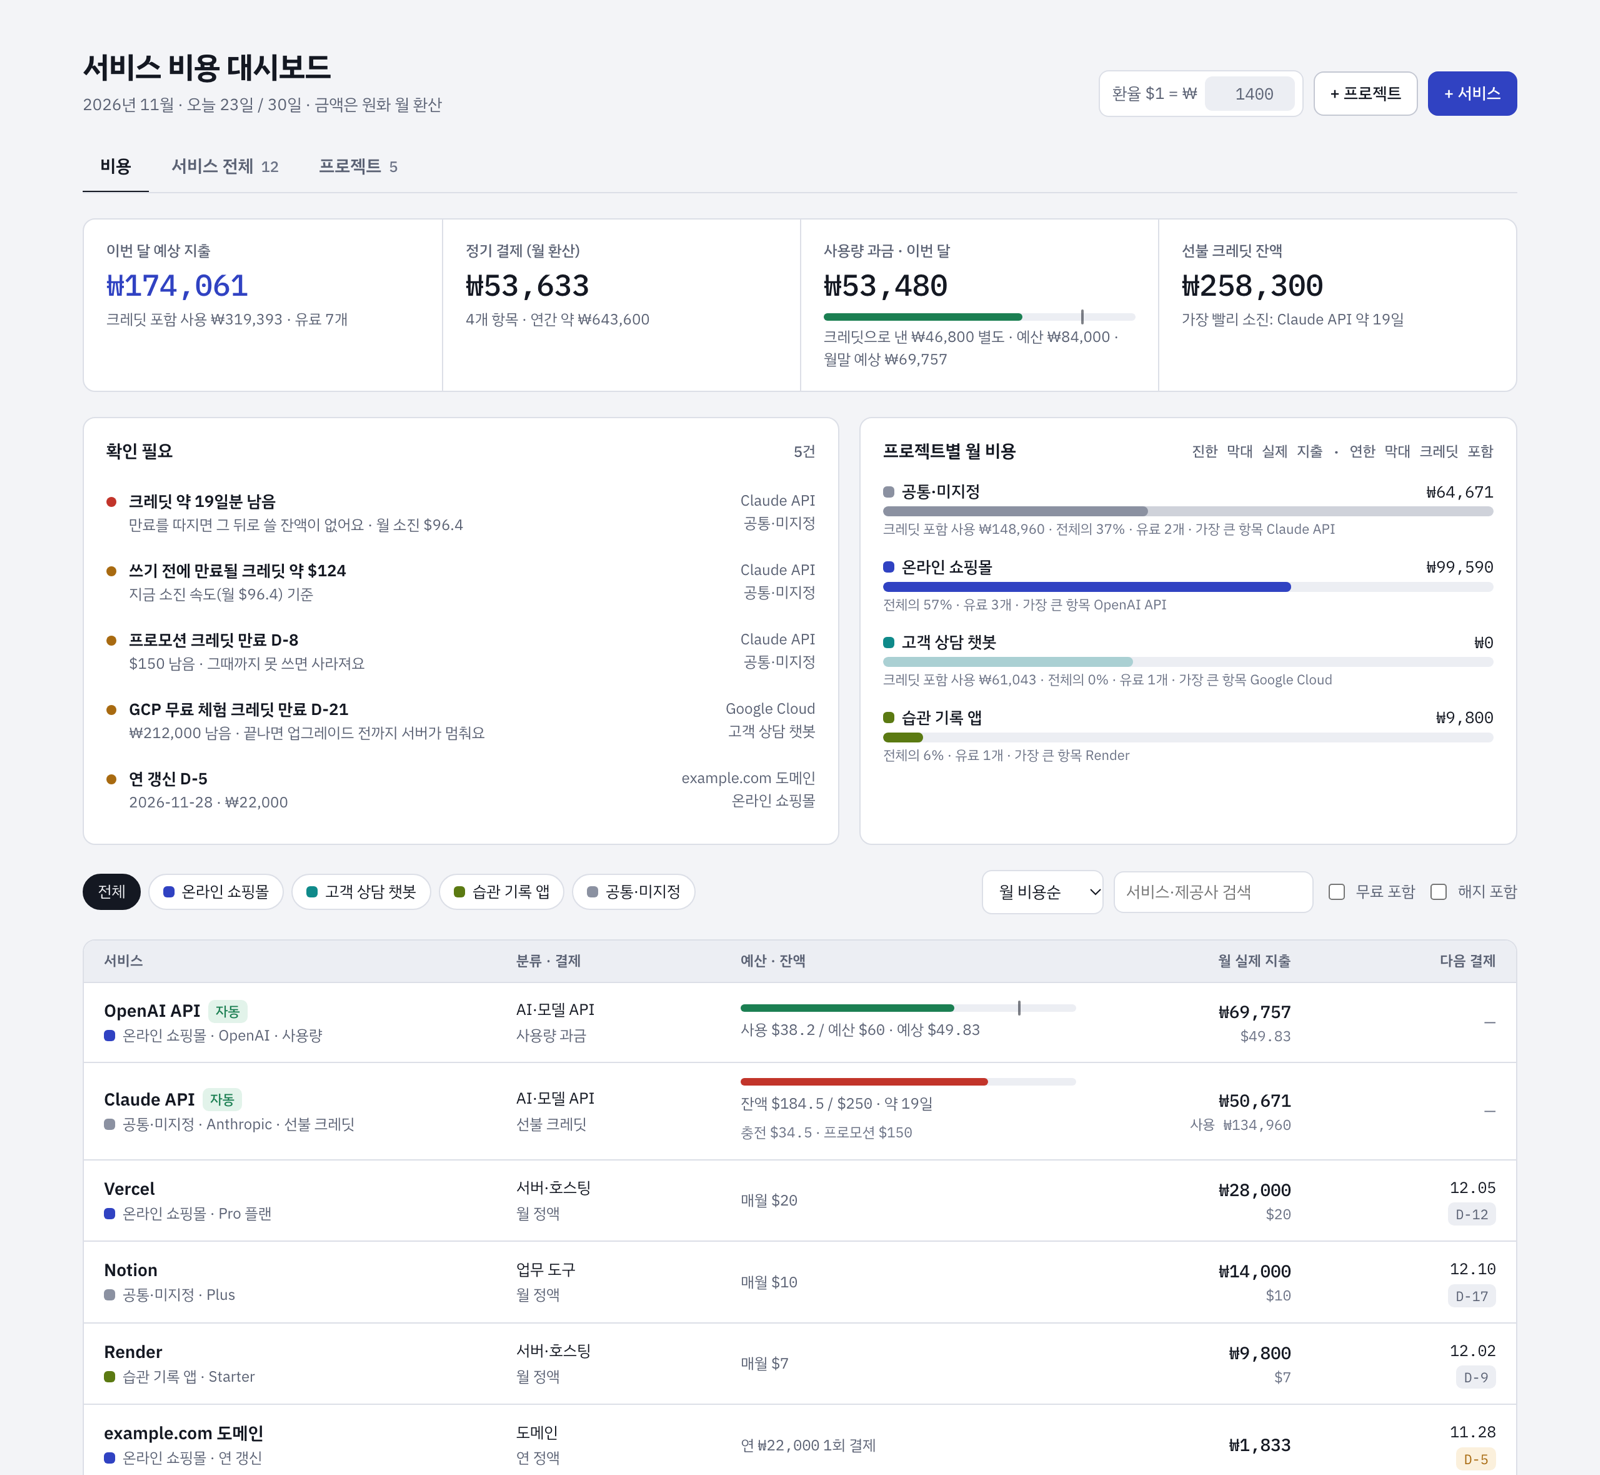 서비스 비용 대시보드
2026년 11월 · 오늘 23일 / 30일 · 금액은 원화 월 환산
환율 $1 = ₩ 1400
+ 프로젝트
+ 서비스
비용
서비스 전체 12
프로젝트 5
이번 달 예상 지출
₩174,061
크레딧 포함 사용 ₩319,393 · 유료 7개
정기 결제 (월 환산)
₩53,633
4개 항목 · 연간 약 ₩643,600
사용량 과금 · 이번 달
₩53,480
크레딧으로 낸 ₩46,800 별도 · 예산 ₩84,000 ·
월말 예상 ₩69,757
선불 크레딧 잔액
₩258,300
가장 빨리 소진: Claude API 약 19일
확인 필요
5건
크레딧 약 19일분 남음
Claude API
만료를 따지면 그 뒤로 쓸 잔액이 없어요 · 월 소진 $96.4
공통·미지정
쓰기 전에 만료될 크레딧 약 $124
Claude API
지금 소진 속도(월 $96.4) 기준
공통·미지정
프로모션 크레딧 만료 D-8
Claude API
$150 남음 · 그때까지 못 쓰면 사라져요
공통·미지정
GCP 무료 체험 크레딧 만료 D-21
Google Cloud
₩212,000 남음 · 끝나면 업그레이드 전까지 서버가 멈춰요
고객 상담 챗봇
연 갱신 D-5
example.com 도메인
2026-11-28 · ₩22,000
온라인 쇼핑몰
프로젝트별 월 비용
진한 막대 실제 지출 · 연한 막대 크레딧 포함
공통·미지정
₩64,671
크레딧 포함 사용 ₩148,960 · 전체의 37% · 유료 2개 · 가장 큰 항목 Claude API
온라인 쇼핑몰
₩99,590
전체의 57% · 유료 3개 · 가장 큰 항목 OpenAI API
고객 상담 챗봇
₩0
크레딧 포함 사용 ₩61,043 · 전체의 0% · 유료 1개 · 가장 큰 항목 Google Cloud
습관 기록 앱
₩9,800
전체의 6% · 유료 1개 · 가장 큰 항목 Render
전체
온라인 쇼핑몰
고객 상담 챗봇
습관 기록 앱
공통·미지정
월 비용순
서비스·제공사 검색
무료 포함
해지 포함
서비스
분류 · 결제
예산 · 잔액
월 실제 지출
다음 결제
OpenAI API 자동
온라인 쇼핑몰 · OpenAI · 사용량
AI·모델 API
사용량 과금
사용 $38.2 / 예산 $60 · 예상 $49.83
₩69,757
$49.83
—
Claude API 자동
공통·미지정 · Anthropic · 선불 크레딧
AI·모델 API
선불 크레딧
잔액 $184.5 / $250 · 약 19일
충전 $34.5 · 프로모션 $150
₩50,671
사용 ₩134,960
—
Vercel
온라인 쇼핑몰 · Pro 플랜
서버·호스팅
월 정액
매월 $20
₩28,000
$20
12.05
D-12
Notion
공통·미지정 · Plus
업무 도구
월 정액
매월 $10
₩14,000
$10
12.10
D-17
Render
습관 기록 앱 · Starter
서버·호스팅
월 정액
매월 $7
₩9,800
$7
12.02
D-9
example.com 도메인
온라인 쇼핑몰 · 연 갱신
도메인
연 정액
연 ₩22,000 1회 결제
₩1,833
11.28
D-5